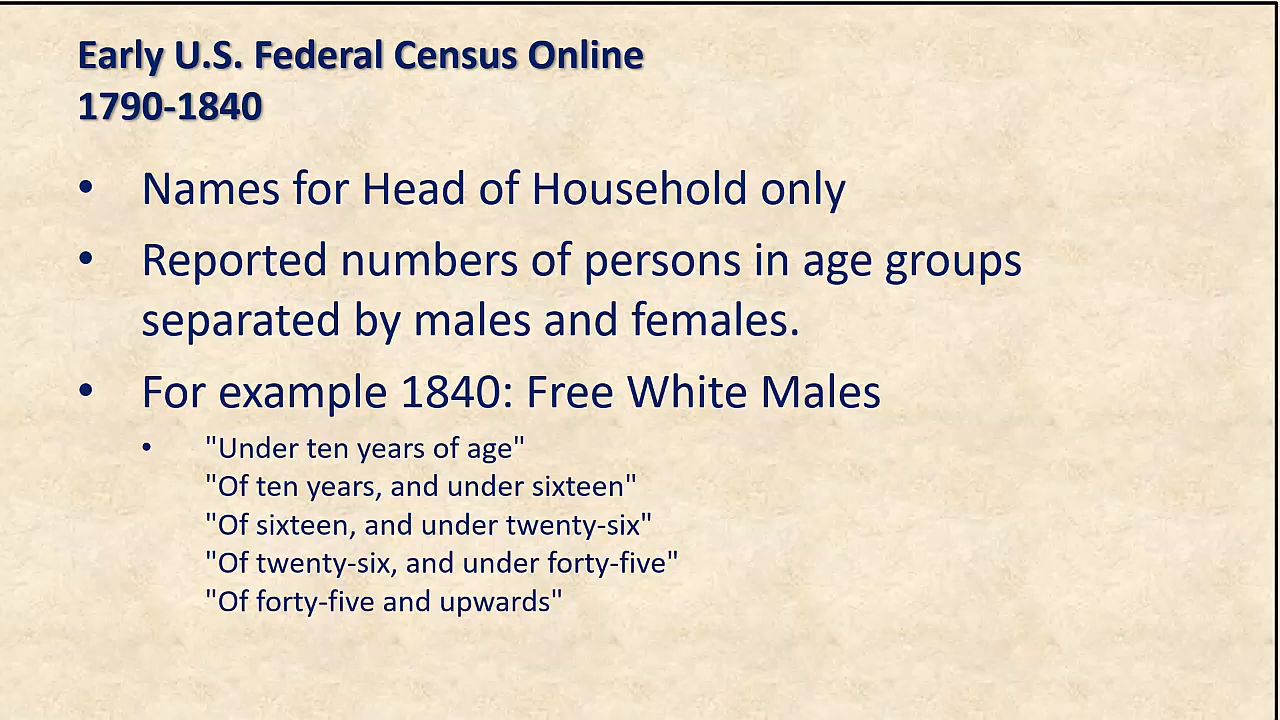 Early U.S. Federal Census Online
1790-1840
• Names for Head of Household only
• Reported numbers of persons in age groups
separated by males and females.
• For example 1840: Free White Males
• "Under ten years of age"
"Of ten years, and under sixteen"
"Of sixteen, and under twenty-six"
"Of twenty-six, and under forty-five"
"Of forty-five and upwards"